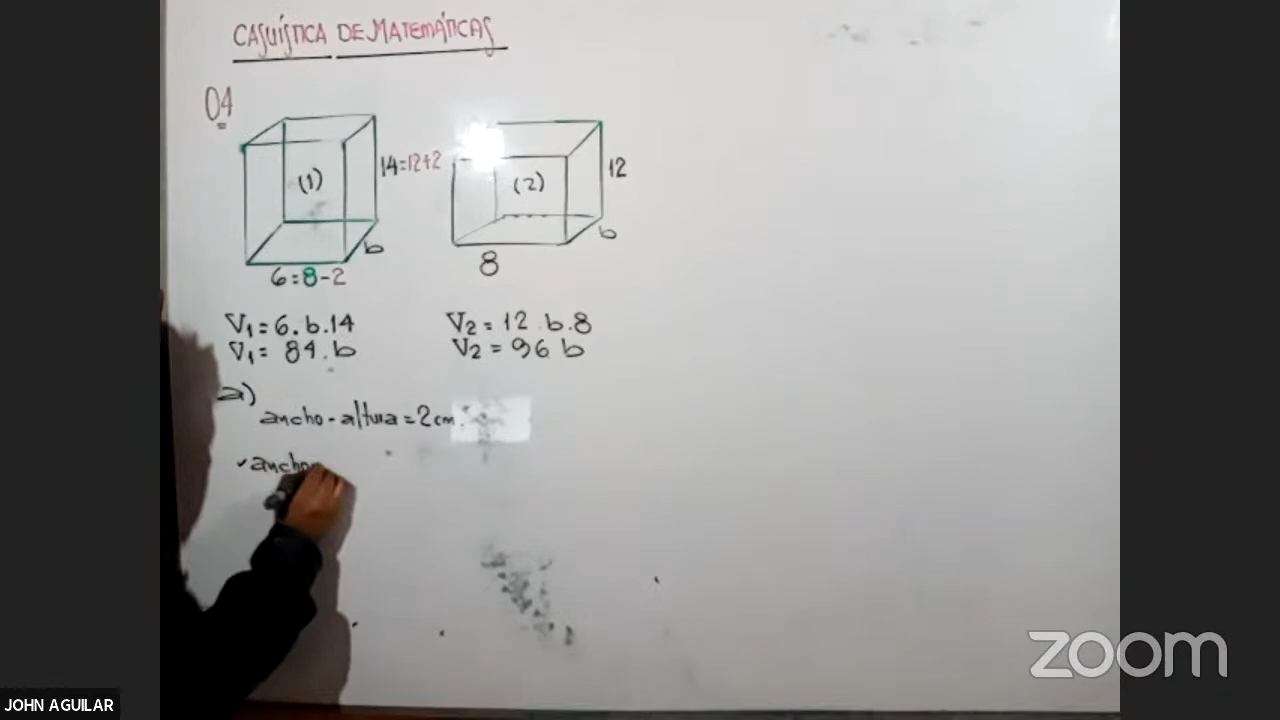 CASUÍSTICA DE MATEMÁTICAS
04
(1)
14=12+2
b
6=8-2
(2)
12
b
8
V1=6.b.14
V1= 84.b
V2=12.b.8
V2=96 b
a)
ancho-altura=2cm.
✓ancho
zoom
JOHN AGUILAR